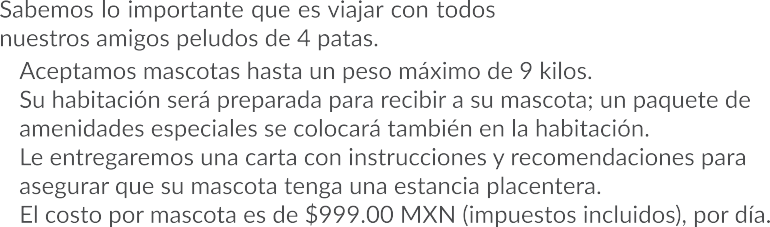 Sabemos lo importante que es viajar con todos
nuestros amigos peludos de 4 patas.
Aceptamos mascotas hasta un peso máximo de 9 kilos.
Su habitación será preparada para recibir a su mascota; un paquete de
amenidades especiales se colocará también en la habitación.
Le entregaremos una carta con instrucciones y recomendaciones para
asegurar que su mascota tenga una estancia placentera.
El costo por mascota es de $999.00 MXN (impuestos incluidos), por día.